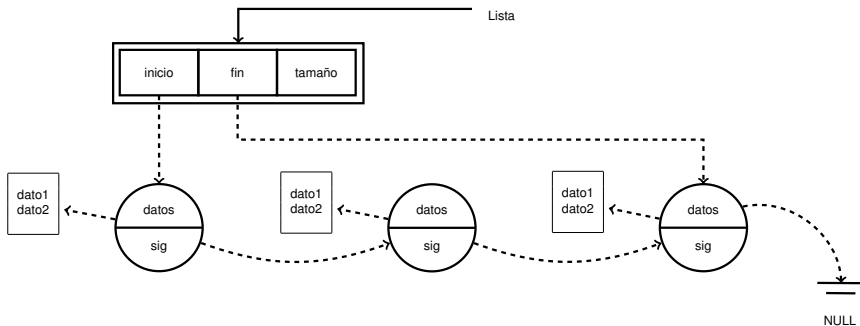 Lista
inicio
fin
tamaño
dato1
dato2
datos
sig
dato1
dato2
datos
sig
dato1
dato2
datos
sig
NULL